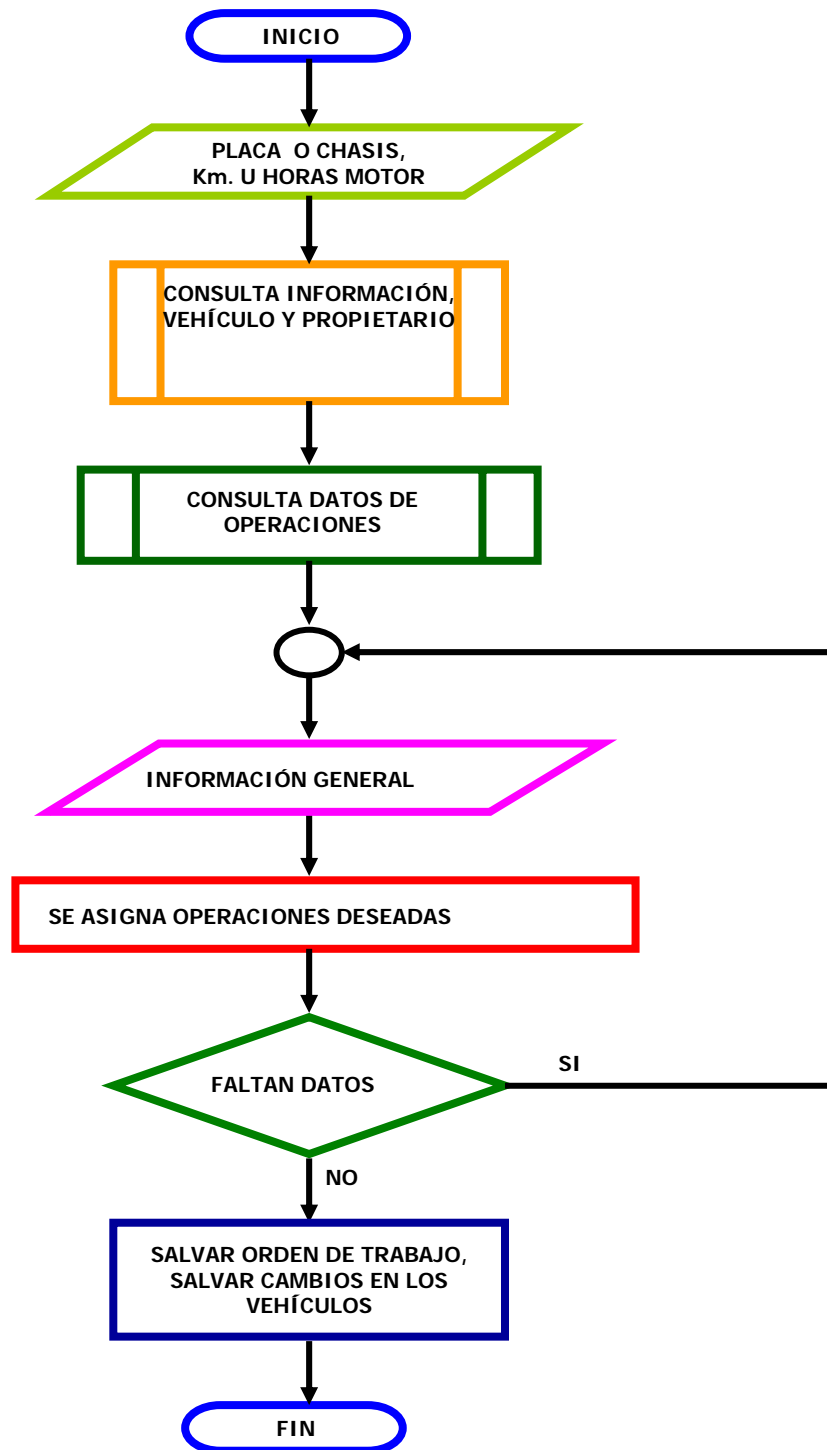 INICIO
PLACA O CHASIS,
Km. U HORAS MOTOR
CONSULTA INFORMACIÓN,
VEHÍCULO Y PROPIETARIO
CONSULTA DATOS DE
OPERACIONES
INFORMACIÓN GENERAL
SE ASIGNA OPERACIONES DESEADAS
SI
FALTAN DATOS
NO
SALVAR ORDEN DE TRABAJO,
SALVAR CAMBIOS EN LOS
VEHÍCULOS
FIN